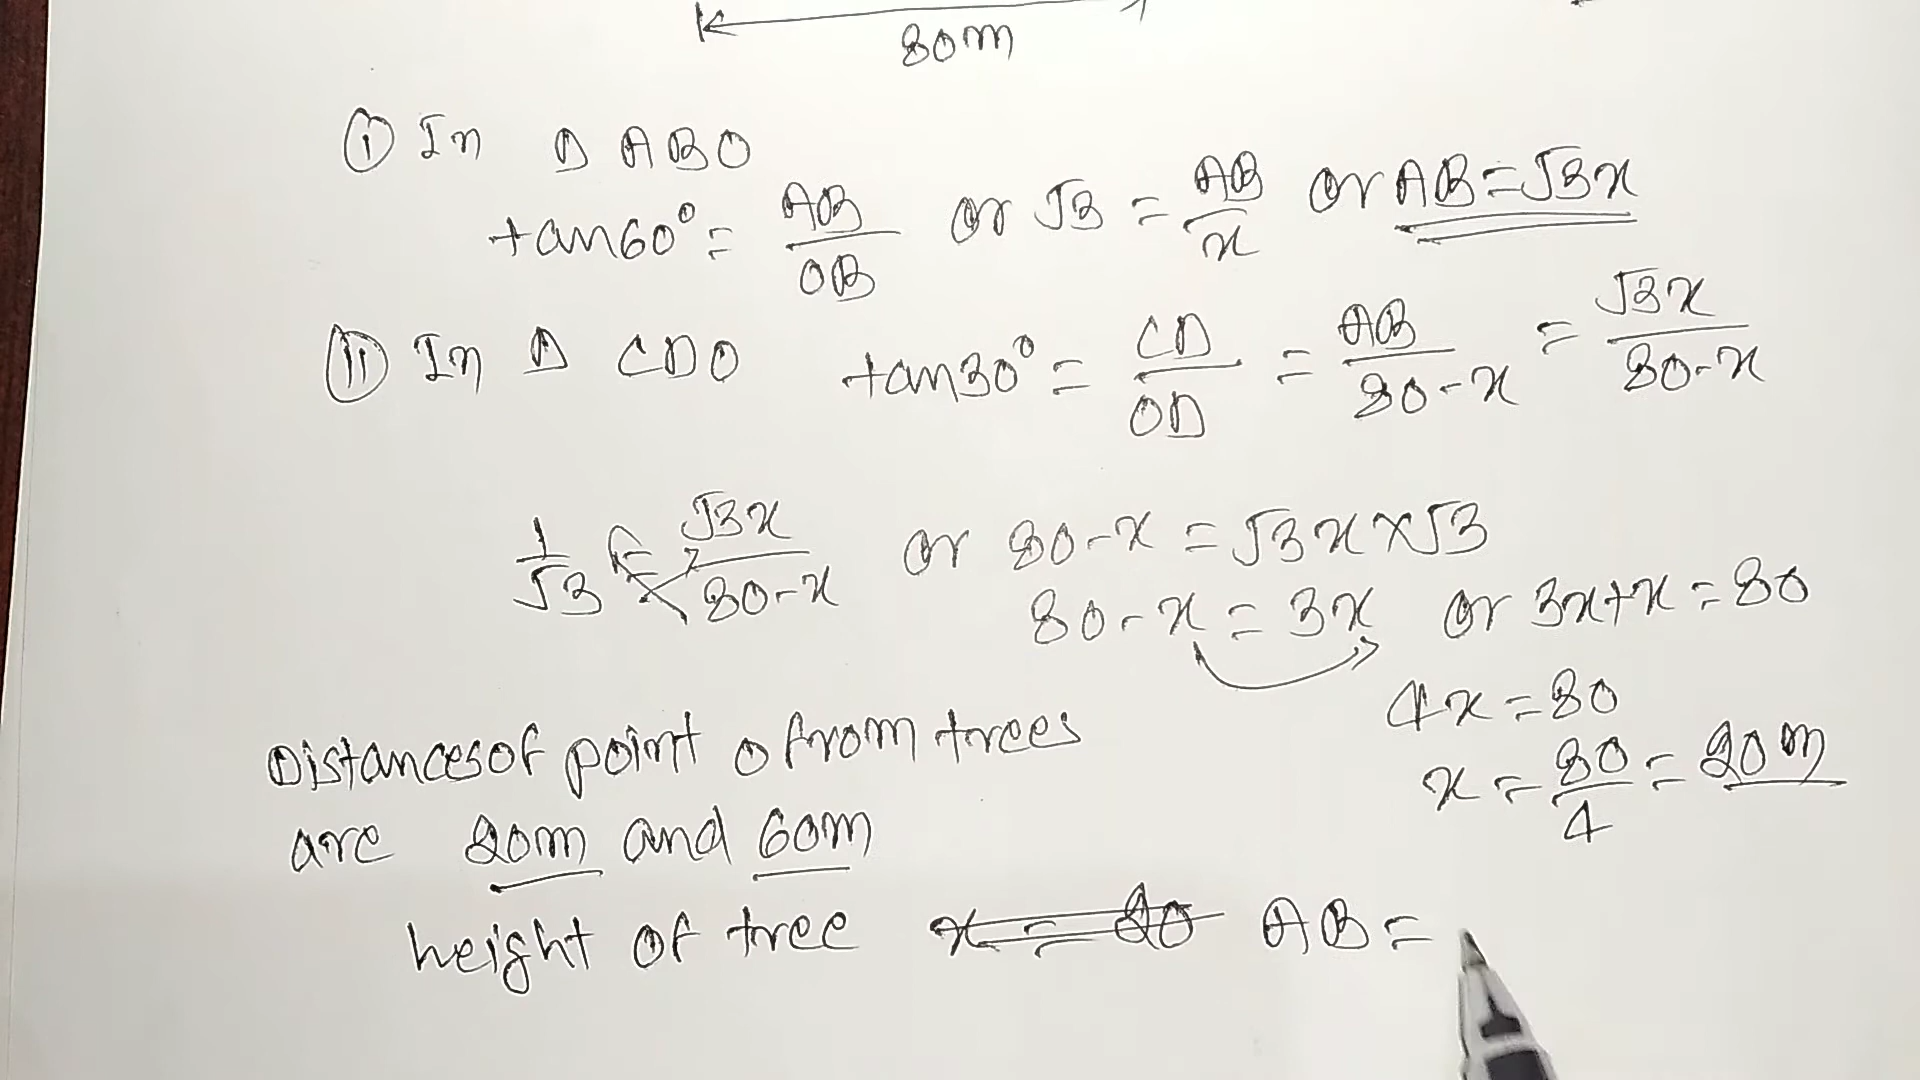 80m
(i) In Δ ABO
tan60° = AB/OB or √3 = AB/x or AB = √3x
(ii) In Δ CDO tan30° = CD/OD = AB/80-x = √3x/80-x
1/√3 = √3x/80-x or 80-x = √3x×√3
80-x = 3x or 3x+x = 80
4x = 80
x = 80/4 = 20m
Distances of point o from trees
are 20m and 60m
height of tree x = 20 AB =